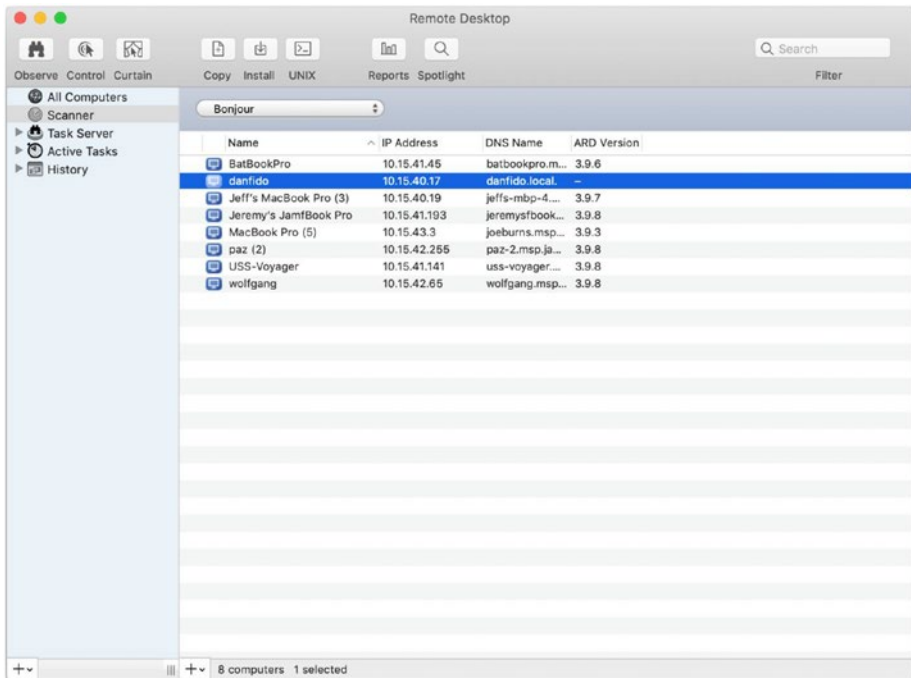 Remote Desktop
Observe Control Curtain Copy Install UNIX Reports Spotlight Search Filter
All Computers
Scanner
Task Server
Active Tasks
History
Bonjour
Name IP Address DNS Name ARD Version
BatBookPro 10.15.41.45 batbookpro.m... 3.9.6
danfido 10.15.40.17 danfido.local. –
Jeff's MacBook Pro (3) 10.15.40.19 jeffs-mbp-4.... 3.9.7
Jeremy's JamfBook Pro 10.15.41.193 jeremysfbook... 3.9.8
MacBook Pro (5) 10.15.43.3 joeburns.msp... 3.9.3
paz (2) 10.15.42.255 paz-2.msp.ja... 3.9.8
USS-Voyager 10.15.41.141 uss-voyager.... 3.9.8
wolfgang 10.15.42.65 wolfgang.msp... 3.9.8
8 computers 1 selected